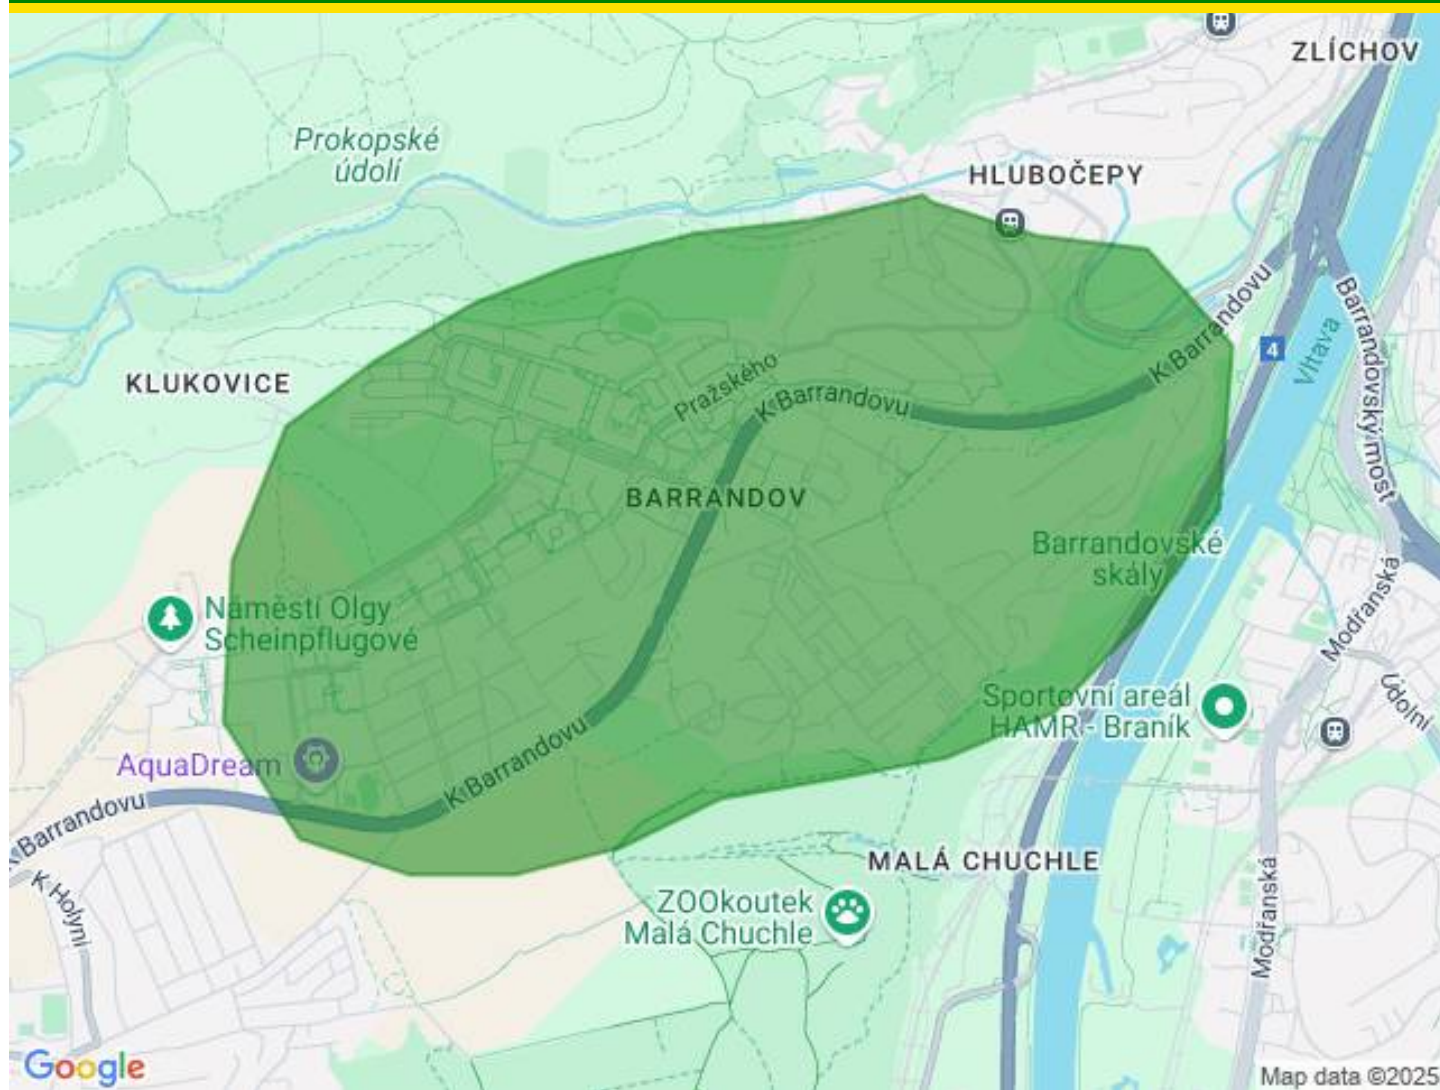 ZLÍCHOV
Prokopské
údolí
HLUBOČEPY
K Barrandovu
Barrandovský most
4
Vltava
KLUKOVICE
Pražského
K Barrandovu
BARRANDOV
Barrandovské
skály
Modřanská
Náměstí Olgy
Scheinpflugové
Údolní
Sportovní areál
HAMR - Braník
AquaDream
K Barrandovu
K Barrandovu
MALÁ CHUCHLE
K Holyni
ZOOkoutek
Malá Chuchle
Modřanská
Google
Map data ©2025